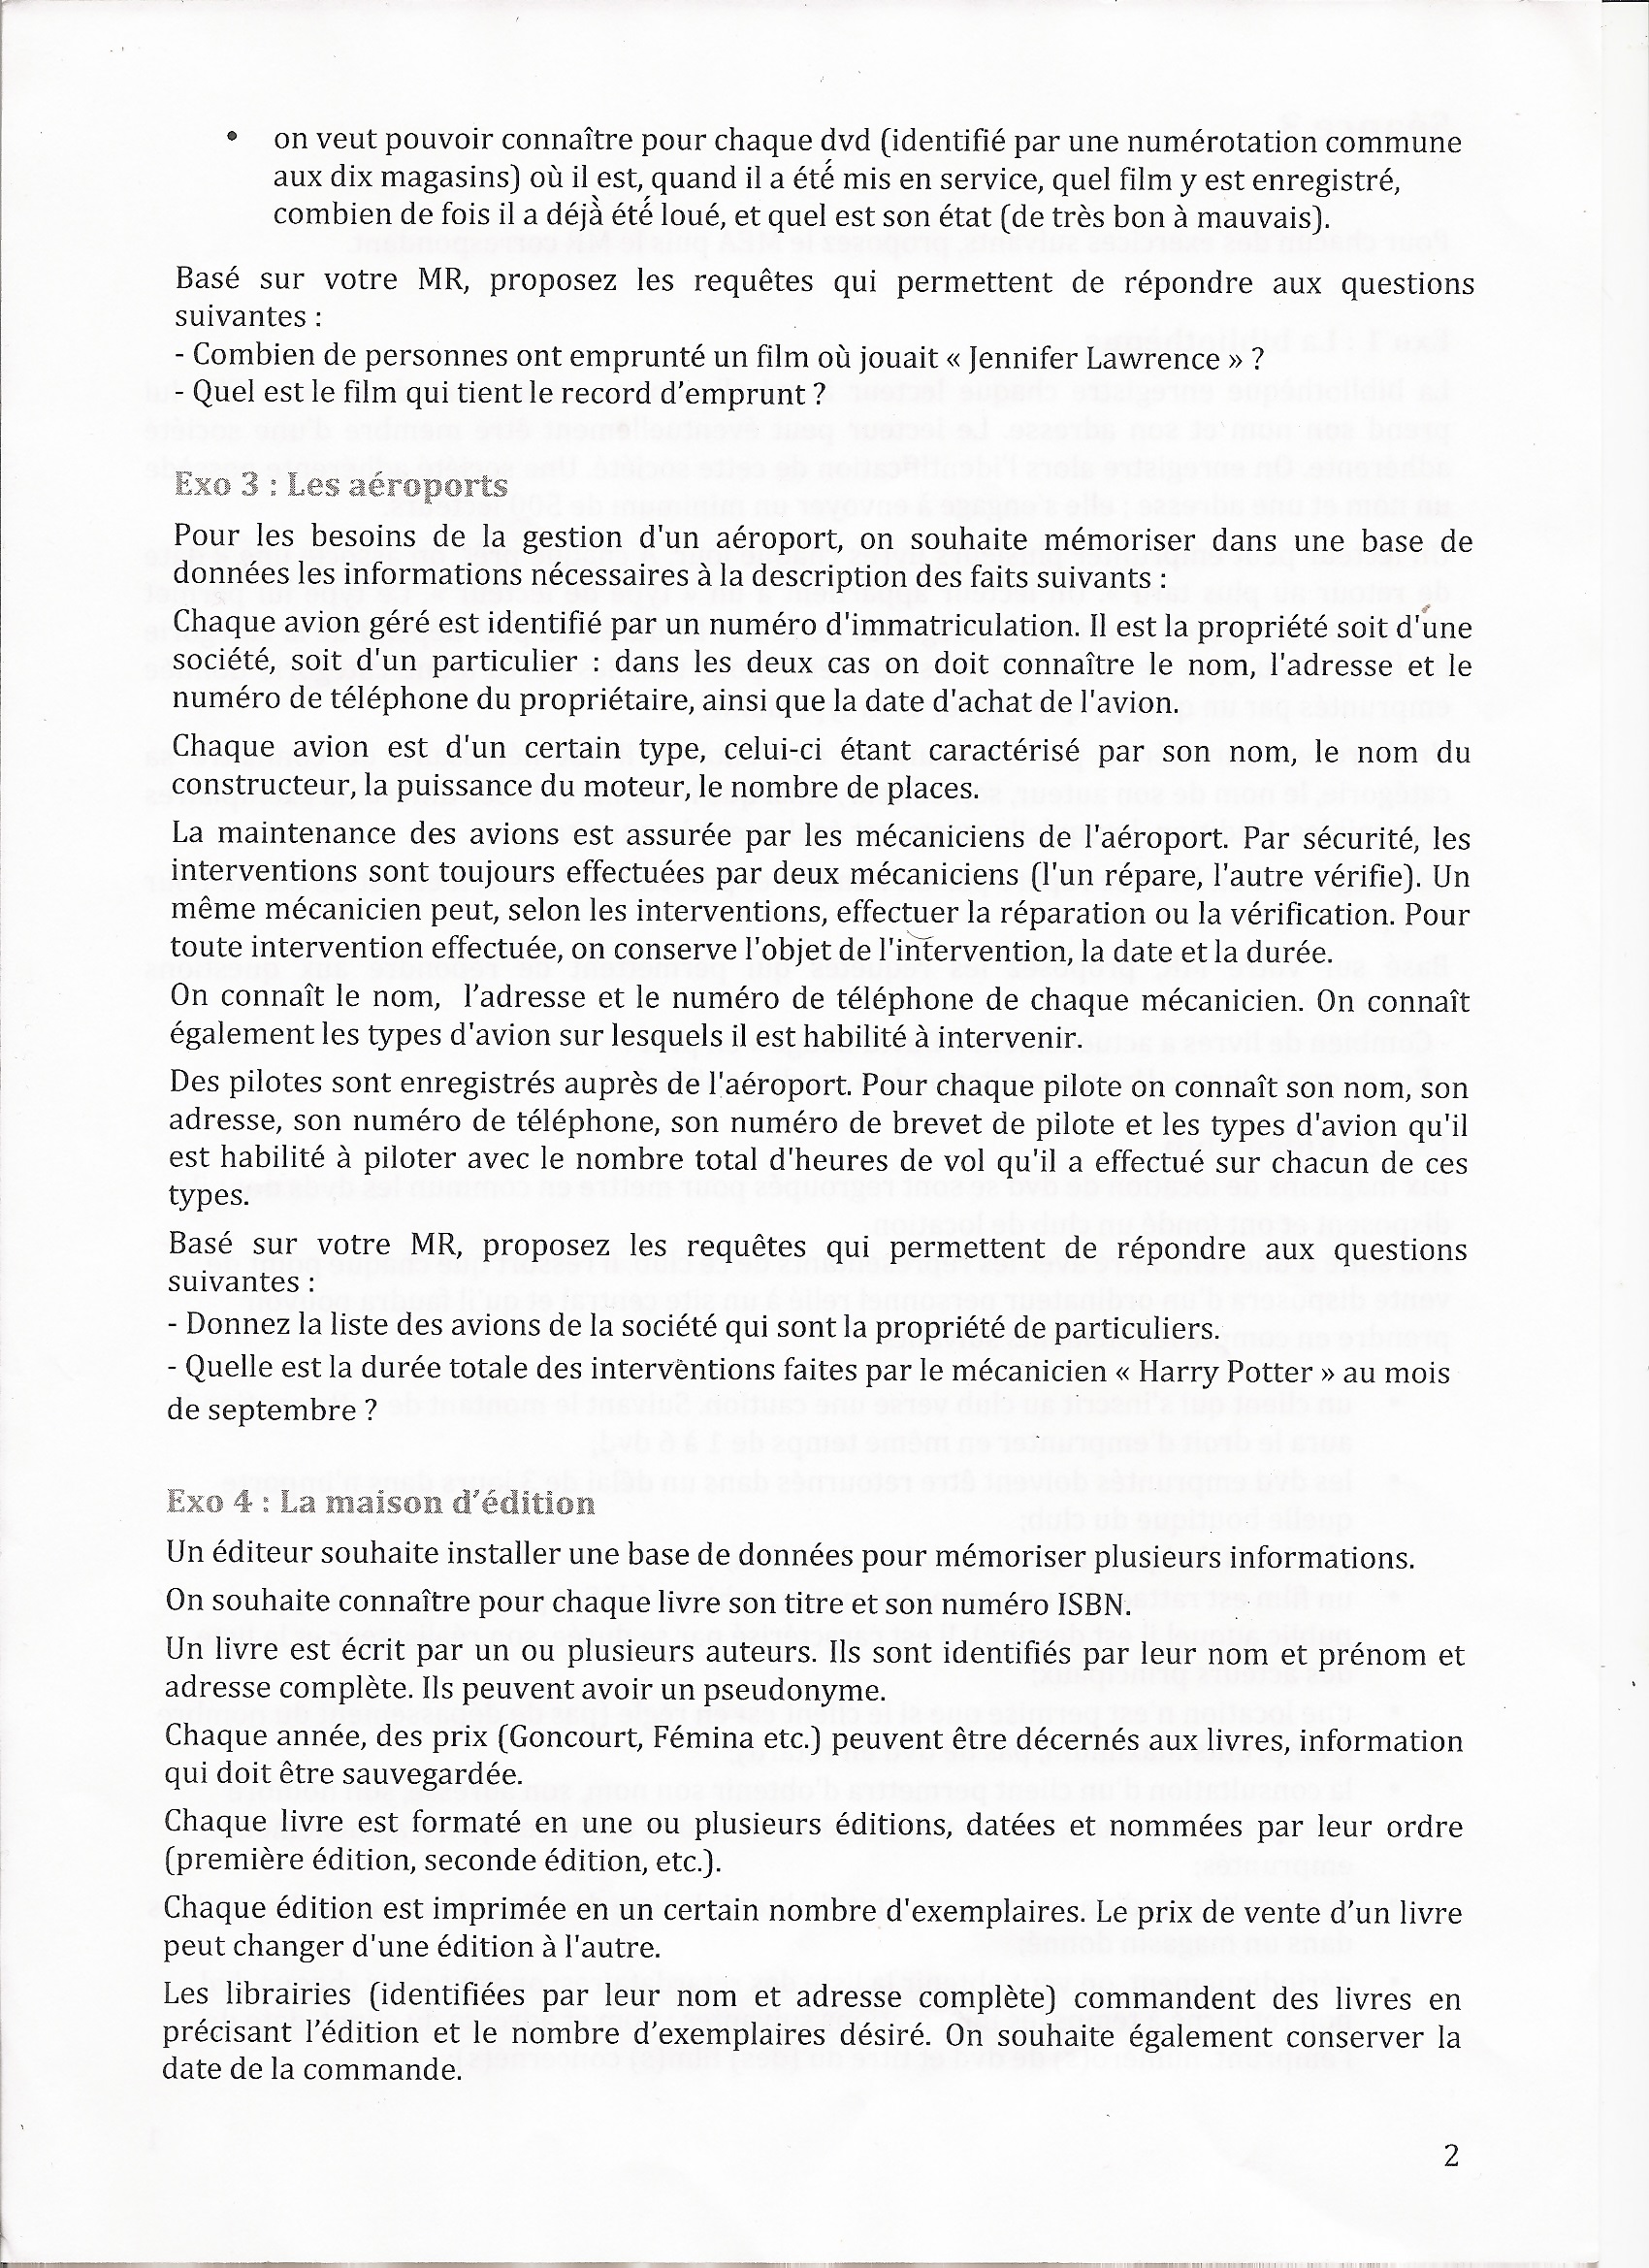 • on veut pouvoir connaître pour chaque dvd (identifié par une numérotation commune
aux dix magasins) où il est, quand il a été mis en service, quel film y est enregistré,
combien de fois il a déjà été loué, et quel est son état (de très bon à mauvais).
Basé sur votre MR, proposez les requêtes qui permettent de répondre aux questions
suivantes :
- Combien de personnes ont emprunté un film où jouait « Jennifer Lawrence » ?
- Quel est le film qui tient le record d'emprunt ?
Exo 3 : Les aéroports
Pour les besoins de la gestion d'un aéroport, on souhaite mémoriser dans une base de
données les informations nécessaires à la description des faits suivants :
Chaque avion géré est identifié par un numéro d'immatriculation. Il est la propriété soit d'une
société, soit d'un particulier : dans les deux cas on doit connaître le nom, l'adresse et le
numéro de téléphone du propriétaire, ainsi que la date d'achat de l'avion.
Chaque avion est d'un certain type, celui-ci étant caractérisé par son nom, le nom du
constructeur, la puissance du moteur, le nombre de places.
La maintenance des avions est assurée par les mécaniciens de l'aéroport. Par sécurité, les
interventions sont toujours effectuées par deux mécaniciens (l'un répare, l'autre vérifie). Un
même mécanicien peut, selon les interventions, effectuer la réparation ou la vérification. Pour
toute intervention effectuée, on conserve l'objet de l'intervention, la date et la durée.
On connaît le nom, l'adresse et le numéro de téléphone de chaque mécanicien. On connaît
également les types d'avion sur lesquels il est habilité à intervenir.
Des pilotes sont enregistrés auprès de l'aéroport. Pour chaque pilote on connaît son nom, son
adresse, son numéro de téléphone, son numéro de brevet de pilote et les types d'avion qu'il
est habilité à piloter avec le nombre total d'heures de vol qu'il a effectué sur chacun de ces
types.
Basé sur votre MR, proposez les requêtes qui permettent de répondre aux questions
suivantes :
- Donnez la liste des avions de la société qui sont la propriété de particuliers.
- Quelle est la durée totale des interventions faites par le mécanicien « Harry Potter » au mois
de septembre ?
Exo 4 : La maison d'édition
Un éditeur souhaite installer une base de données pour mémoriser plusieurs informations.
On souhaite connaître pour chaque livre son titre et son numéro ISBN.
Un livre est écrit par un ou plusieurs auteurs. Ils sont identifiés par leur nom et prénom et
adresse complète. Ils peuvent avoir un pseudonyme.
Chaque année, des prix (Goncourt, Fémina etc.) peuvent être décernés aux livres, information
qui doit être sauvegardée.
Chaque livre est formaté en une ou plusieurs éditions, datées et nommées par leur ordre
(première édition, seconde édition, etc.).
Chaque édition est imprimée en un certain nombre d'exemplaires. Le prix de vente d'un livre
peut changer d'une édition à l'autre.
Les librairies (identifiées par leur nom et adresse complète) commandent des livres en
précisant l'édition et le nombre d'exemplaires désiré. On souhaite également conserver la
date de la commande.
2